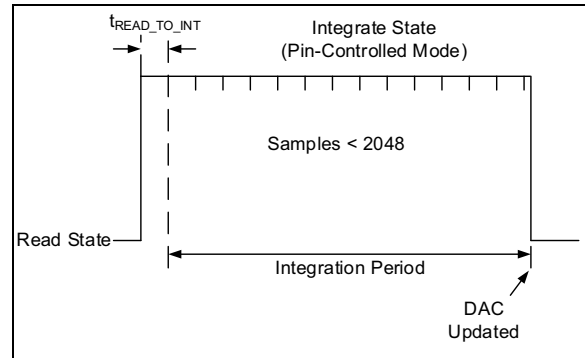 tREAD_TO_INT
Integrate State
(Pin-Controlled Mode)
Samples < 2048
Read State
Integration Period
DAC
Updated